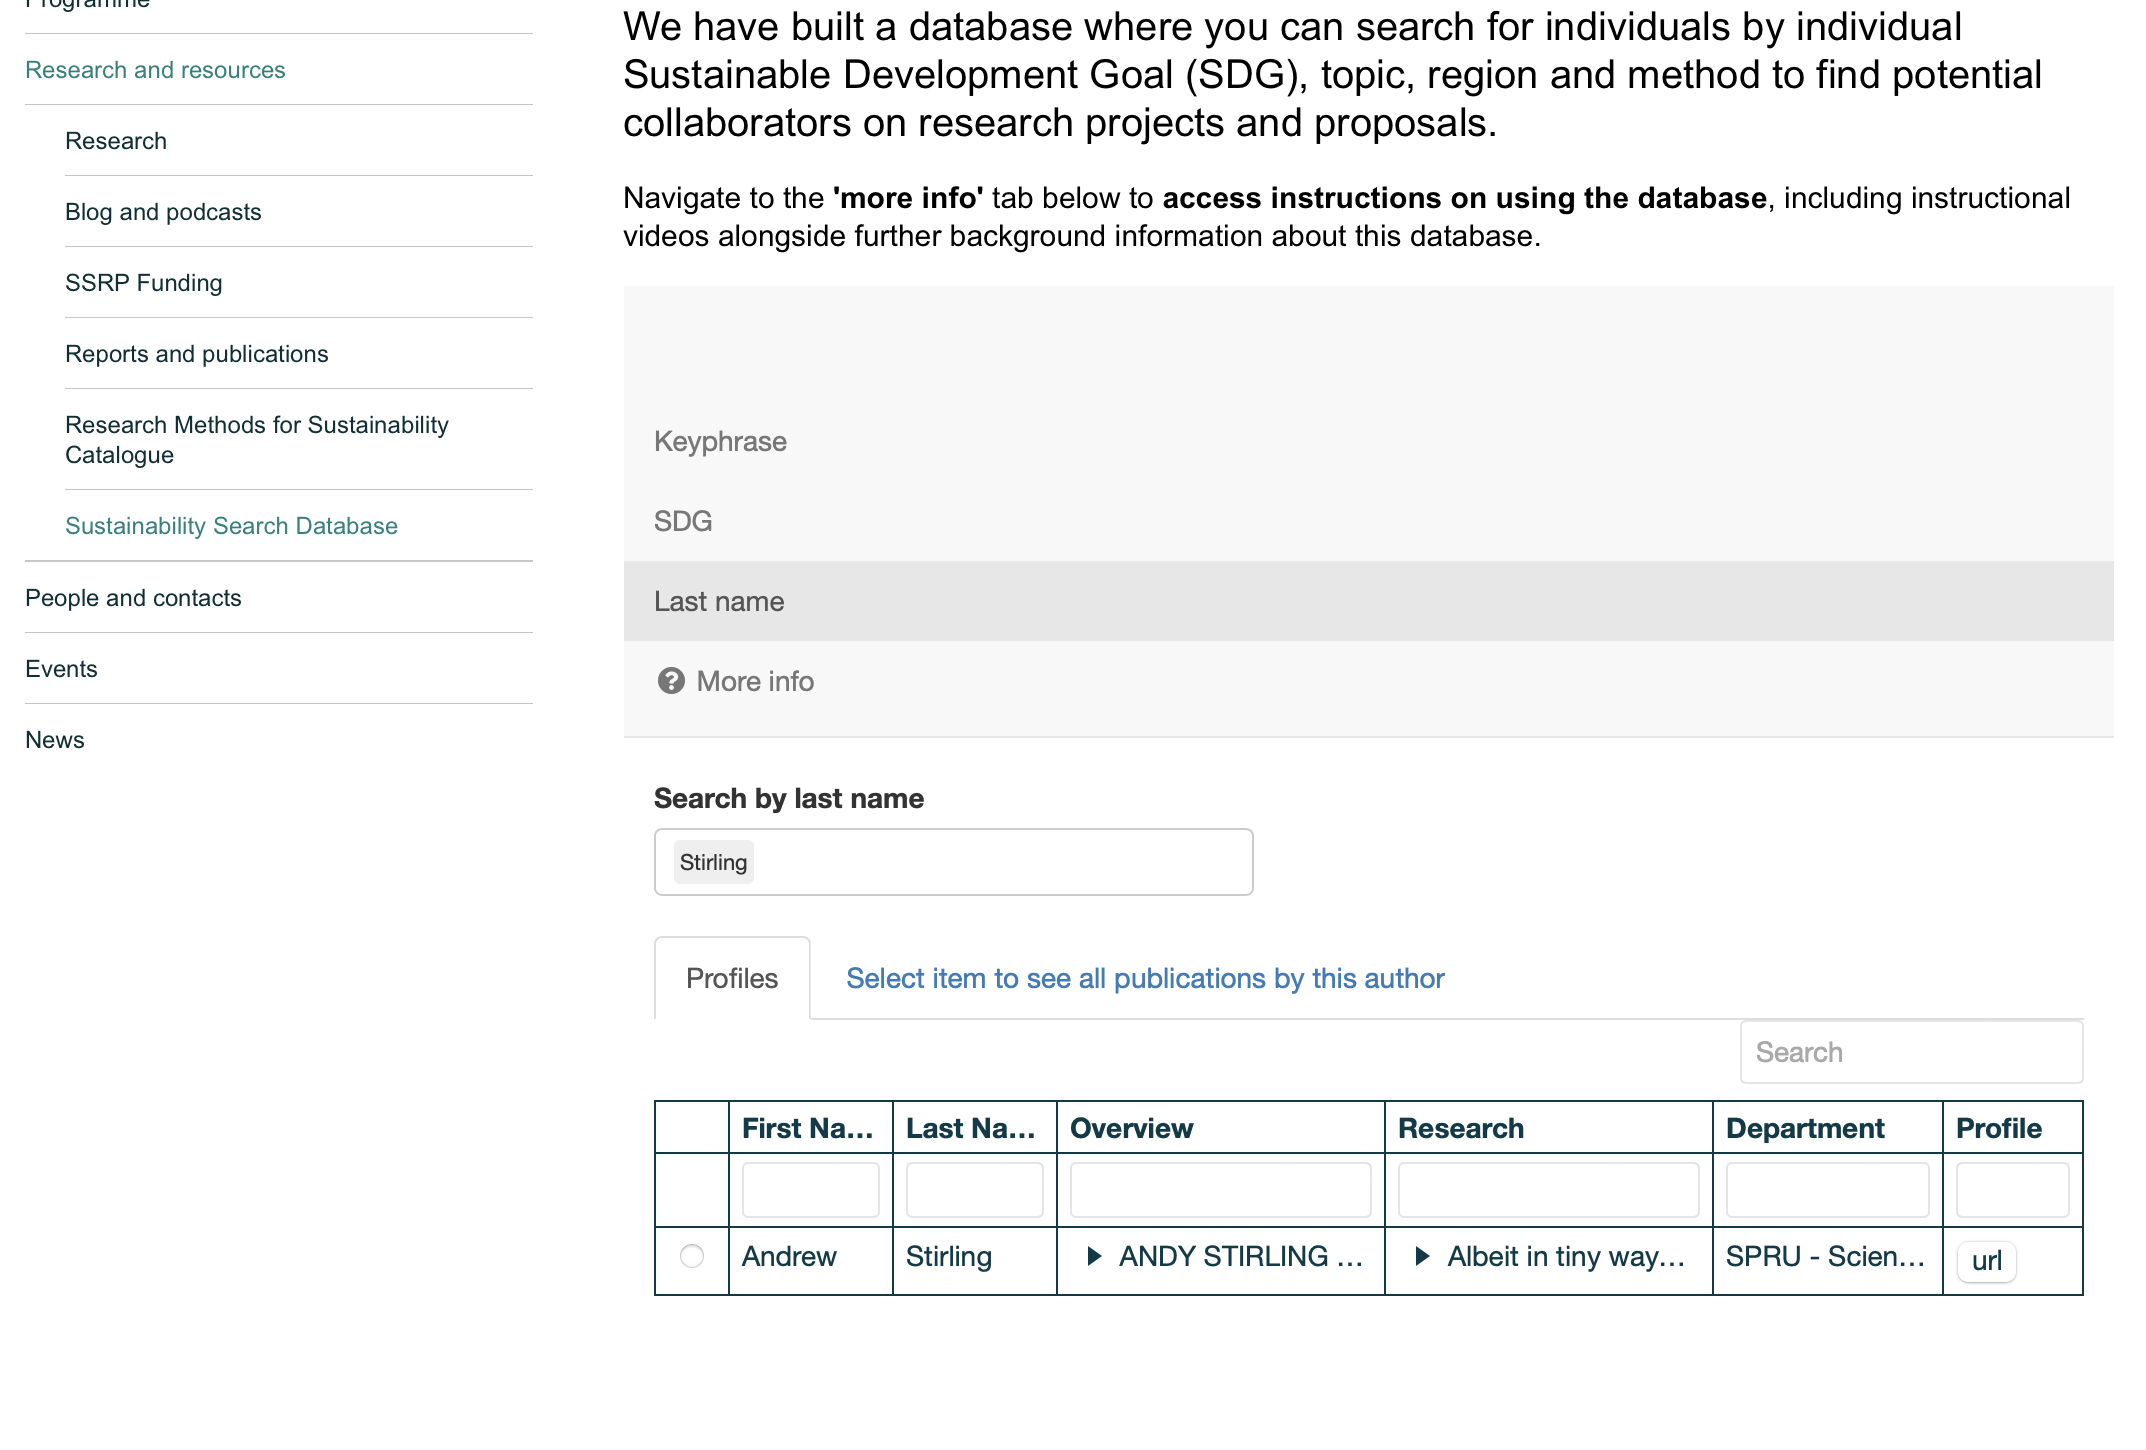 Programme
Research and resources
Research
Blog and podcasts
SSRP Funding
Reports and publications
Research Methods for Sustainability
Catalogue
Sustainability Search Database
People and contacts
Events
News
We have built a database where you can search for individuals by individual
Sustainable Development Goal (SDG), topic, region and method to find potential
collaborators on research projects and proposals.
Navigate to the 'more info' tab below to access instructions on using the database, including instructional
videos alongside further background information about this database.
Keyphrase
SDG
Last name
More info
Search by last name
Stirling
Profiles Select item to see all publications by this author
Search
First Na... Last Na... Overview Research Department Profile
Andrew Stirling ANDY STIRLING ... Albeit in tiny way... SPRU - Scien... url